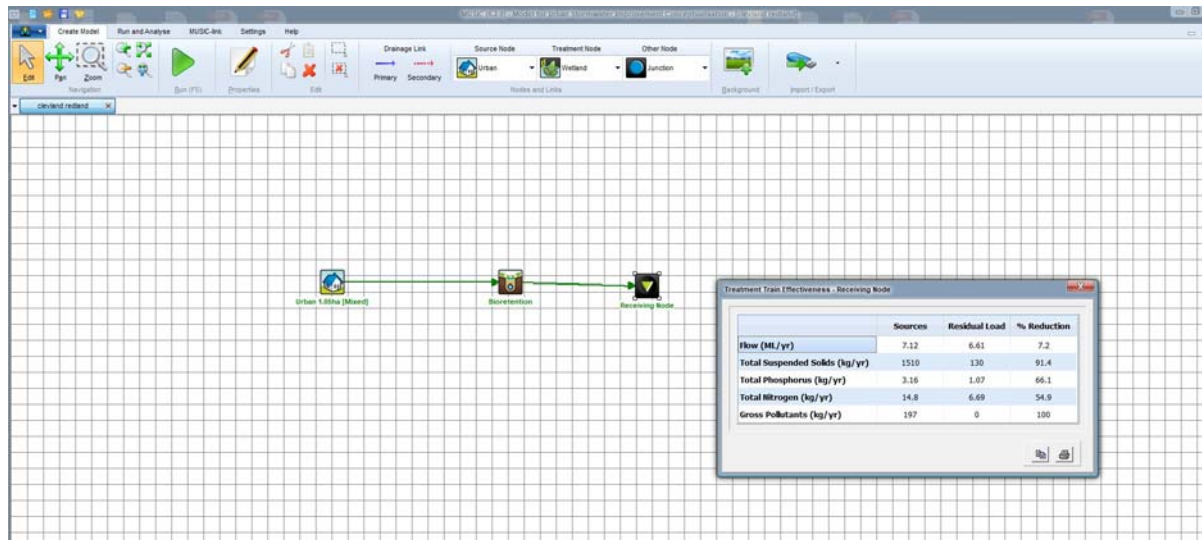 Create Model Run and Analyse MUSIC-link Settings Help
Drainage Link Source Node Treatment Node Other Node
Urban Wetland Junction
Edit Pan Zoom Primary Secondary
Navigation Run (F5) Properties Edit Nodes and Links Background Import / Export
clevland redland
Urban 1.05ha [Mixed]
Bioretention
Receiving Node
Treatment Train Effectiveness - Receiving Node
Sources Residual Load % Reduction
Flow (ML/yr) 7.12 6.61 7.2
Total Suspended Solids (kg/yr) 1510 130 91.4
Total Phosphorus (kg/yr) 3.16 1.07 66.1
Total Nitrogen (kg/yr) 14.8 6.69 54.9
Gross Pollutants (kg/yr) 197 0 100